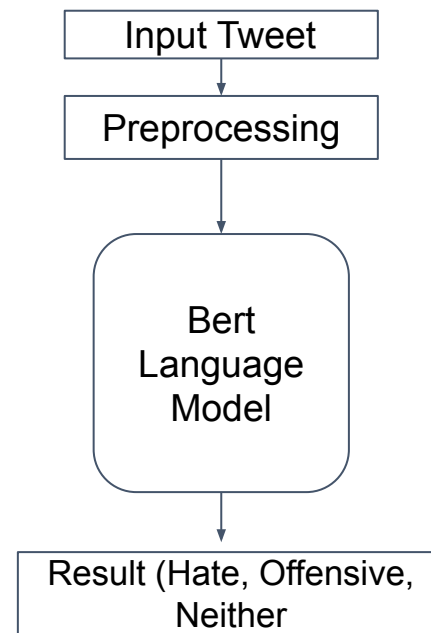 Input Tweet
Preprocessing
Bert
Language
Model
Result (Hate, Offensive,
Neither